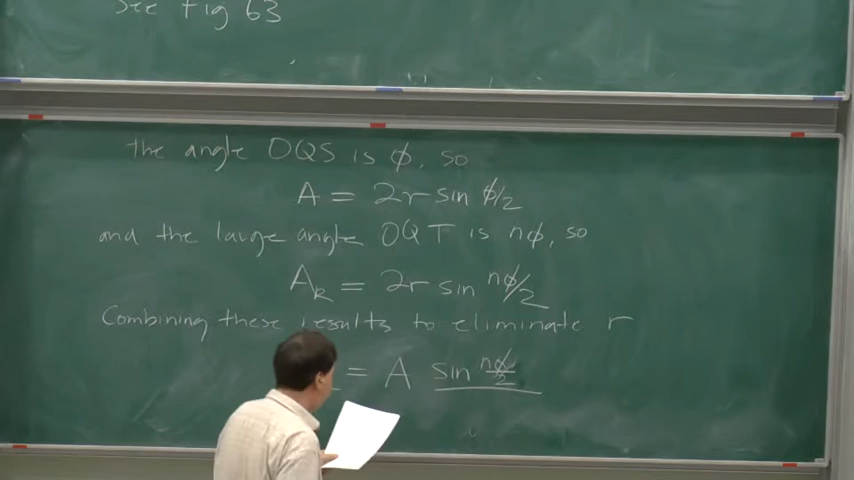 See Fig 63
the angle OQS is ϕ, so
A = 2r sin ϕ/2
and the large angle OQT is nϕ, so
A_R = 2r sin nϕ/2
Combining these results to eliminate r
= A sin nϕ/2